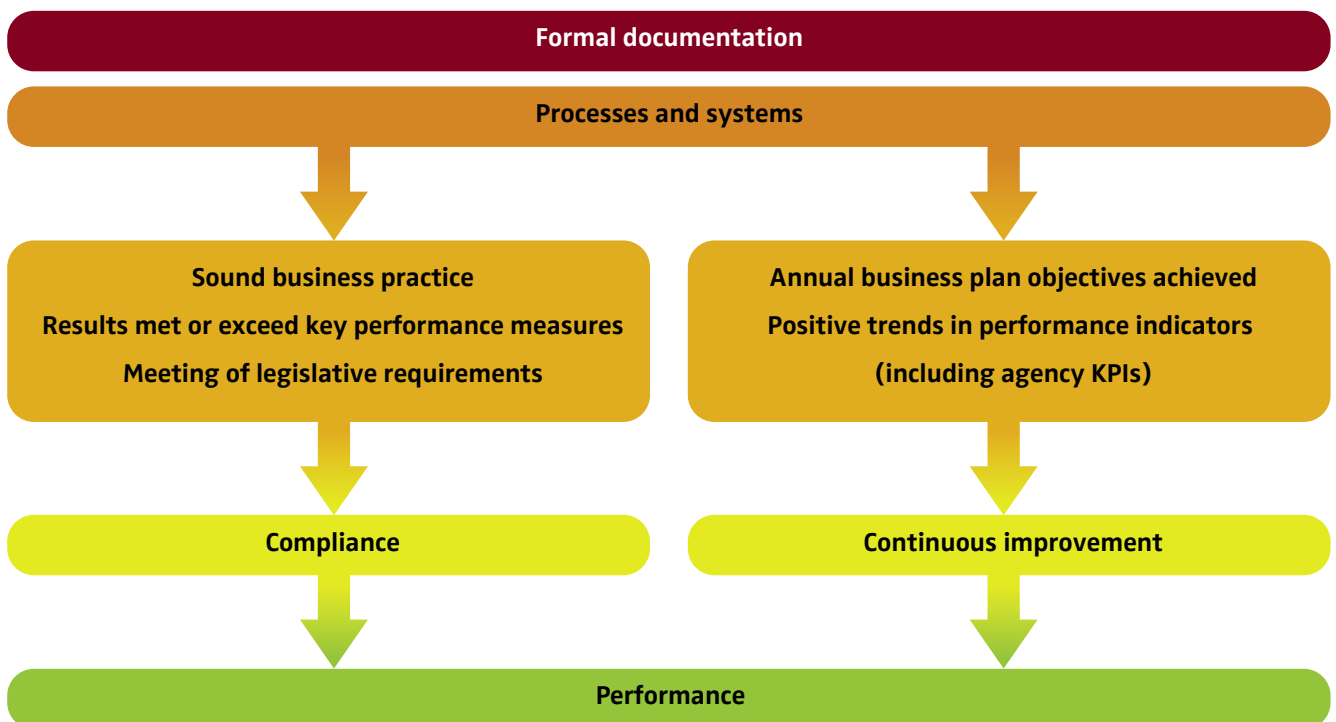 Formal documentation
Processes and systems
Sound business practice
Results met or exceed key performance measures
Meeting of legislative requirements
Annual business plan objectives achieved
Positive trends in performance indicators
(including agency KPIs)
Compliance
Continuous improvement
Performance